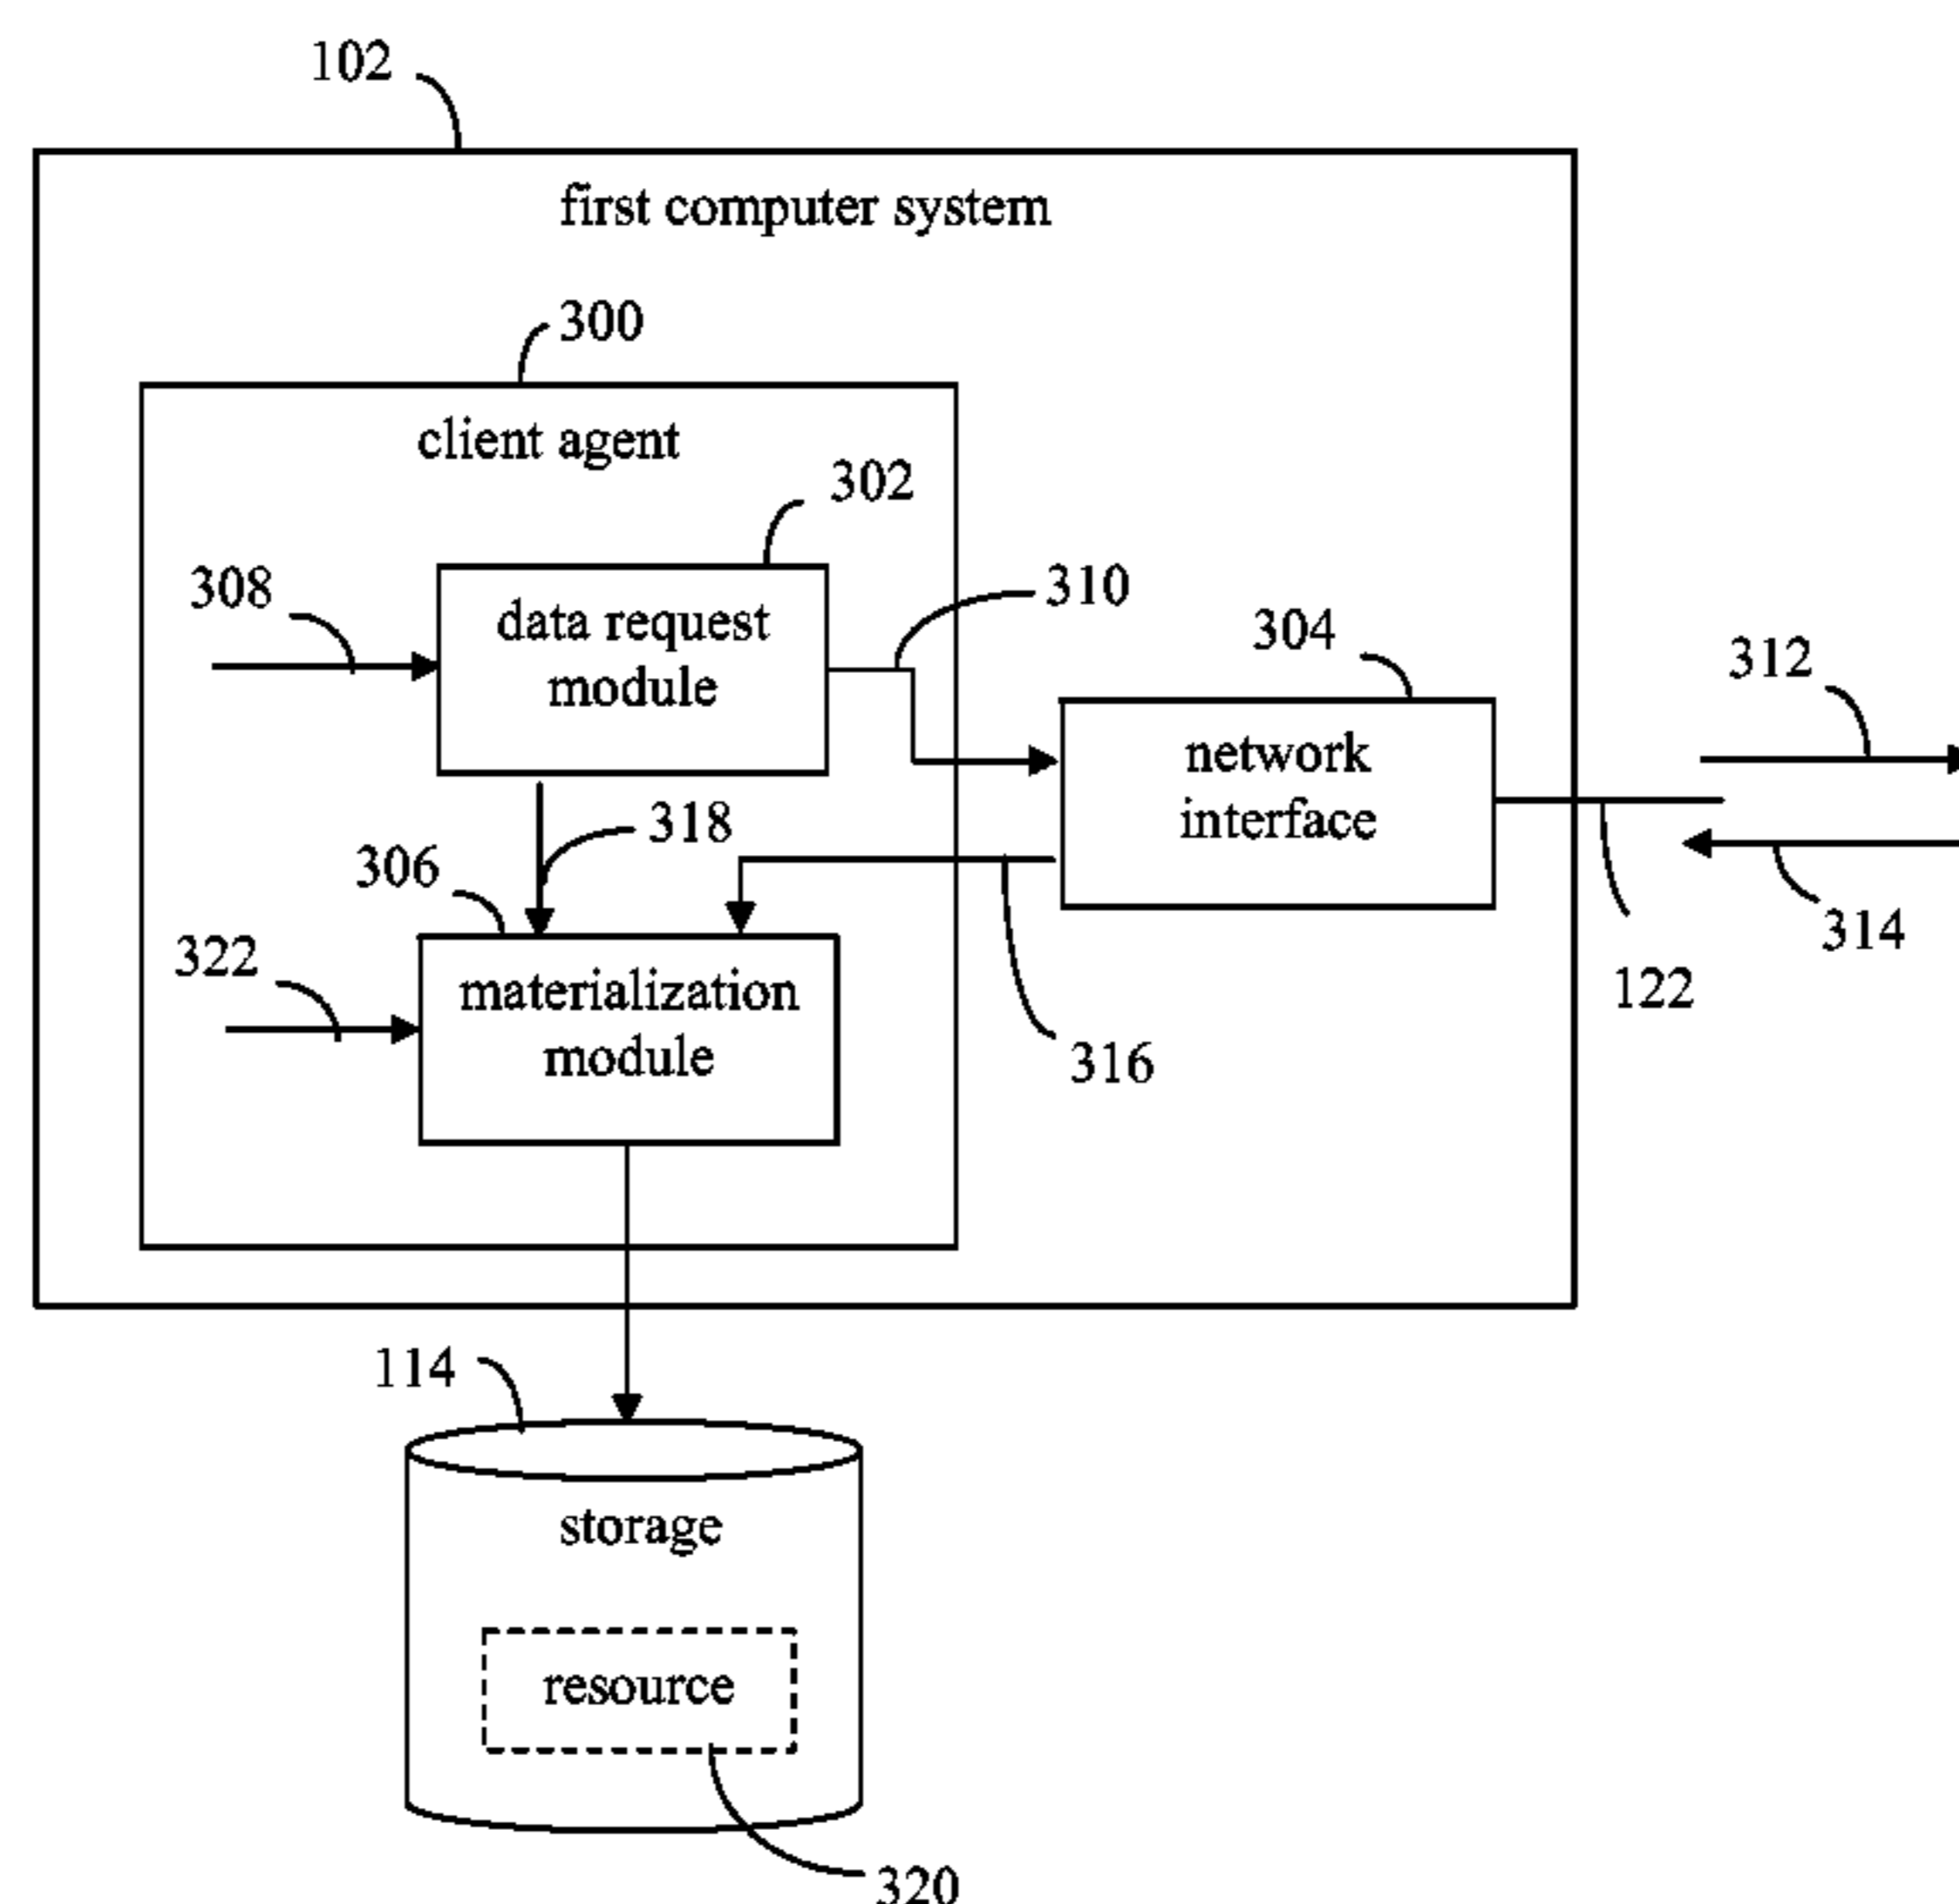 102
first computer system
300
client agent
302
308
data request
module
310
304
312
network
interface
318
306
314
322
materialization
module
122
316
114
storage
resource
320